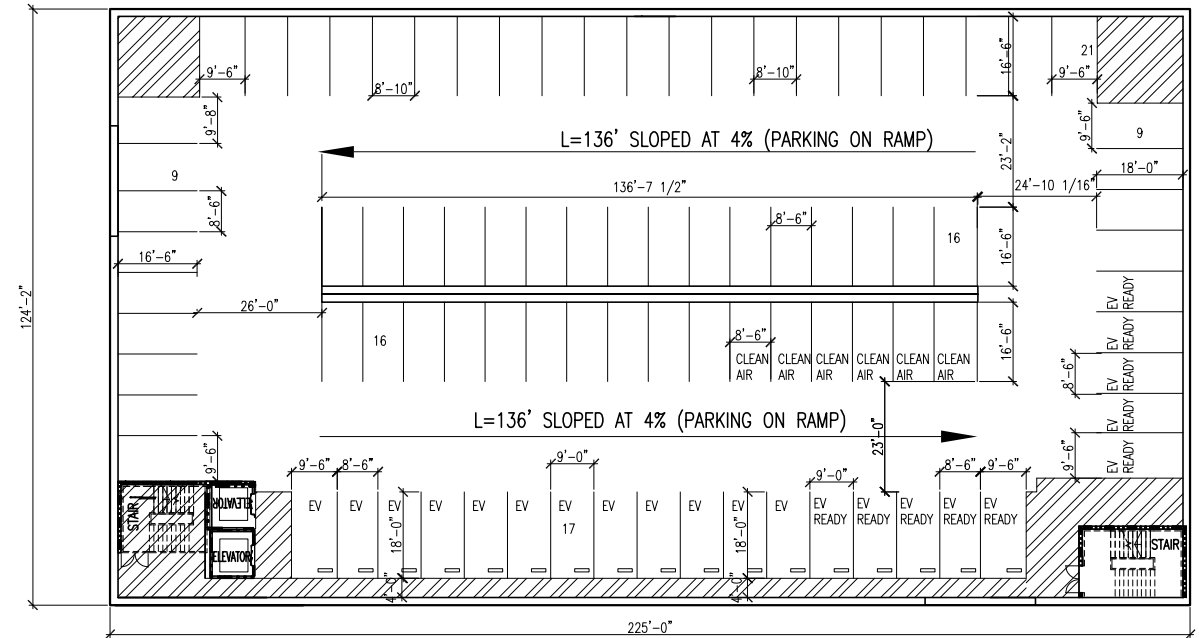 21
9'-6"
16'-6"
9'-6"
8'-10"
8'-10"
9'-8"
9'-6"
9
L=136' SLOPED AT 4% (PARKING ON RAMP)
23'-2"
9
18'-0"
136'-7 1/2"
24'-10 1/16"
8'-6"
8'-6"
16
16'-6"
16'-6"
26'-0"
124'-2"
16
8'-6"
16'-6"
CLEAN AIR
CLEAN AIR
CLEAN AIR
CLEAN AIR
CLEAN AIR
CLEAN AIR
EV READY
EV READY
EV READY
EV READY
EV READY
8'-6"
9'-6"
L=136' SLOPED AT 4% (PARKING ON RAMP)
23'-0"
9'-6"
9'-6"
8'-6"
9'-0"
9'-0"
8'-6"
9'-6"
STAIR
ELEVATOR
ELEVATOR
EV
EV
EV
EV
EV
EV
EV
EV
EV
EV
EV
EV
EV READY
EV READY
EV READY
EV READY
EV READY
17
18'-0"
18'-0"
4'-0"
4'-0"
STAIR
225'-0"